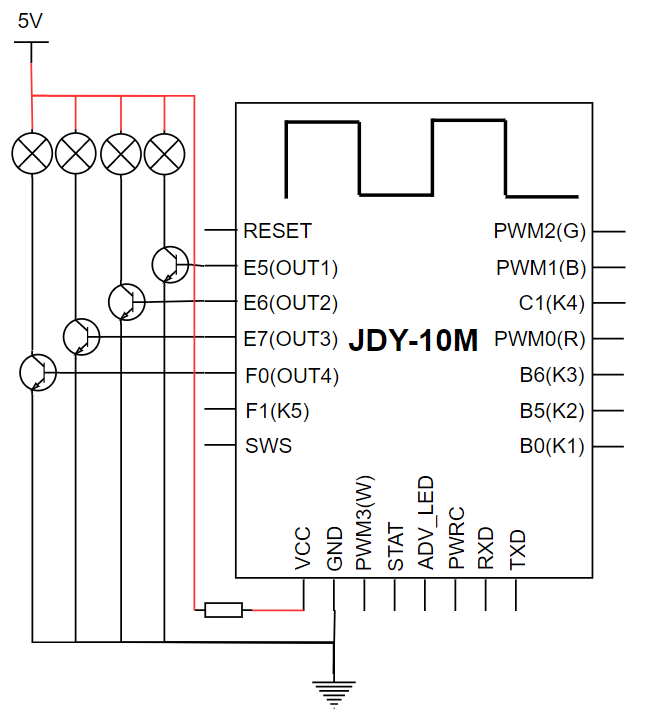 5V
RESET
PWM2(G)
E5(OUT1)
PWM1(B)
E6(OUT2)
C1(K4)
E7(OUT3)
JDY-10M
PWM0(R)
F0(OUT4)
B6(K3)
F1(K5)
B5(K2)
SWS
B0(K1)
VCC
GND
PWM3(W)
STAT
ADV_LED
PWRC
RXD
TXD